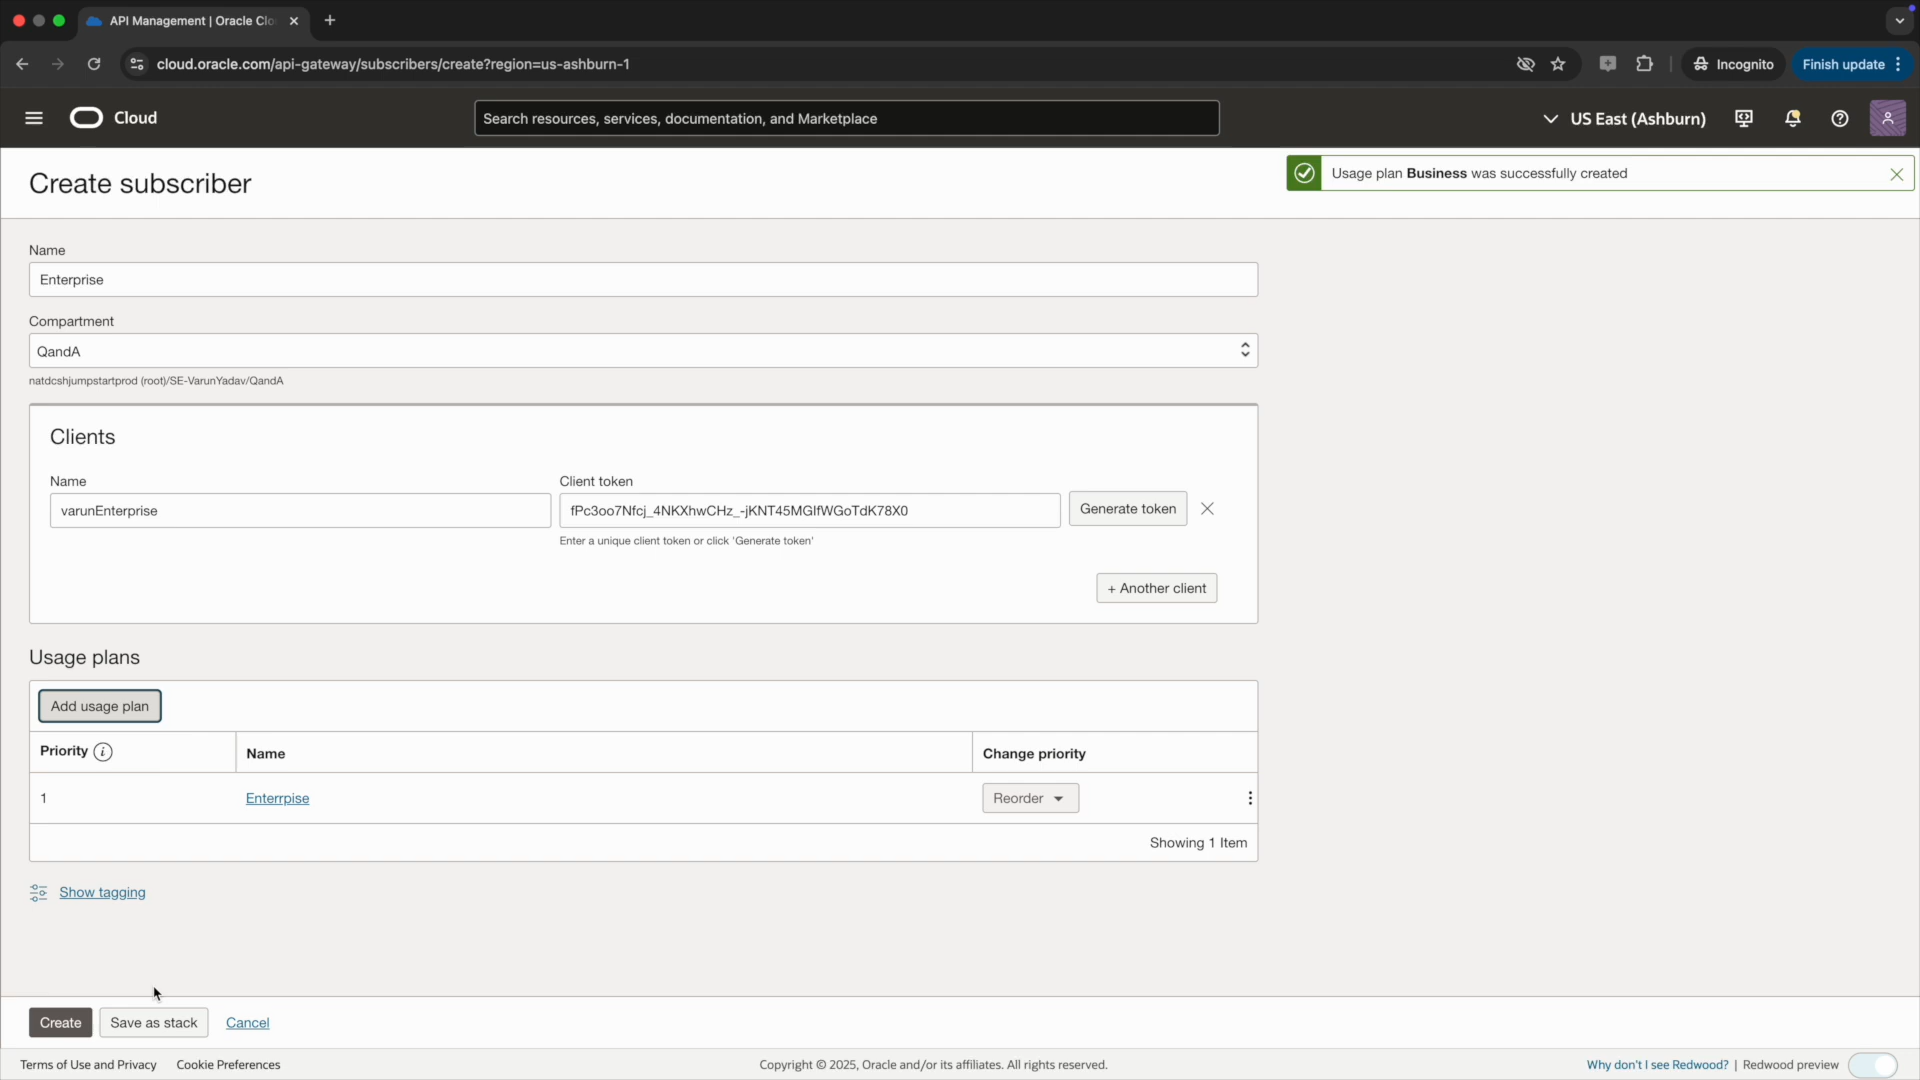 API Management | Oracle Clo
cloud.oracle.com/api-gateway/subscribers/create?region=us-ashburn-1
Incognito
Finish update
Cloud
Search resources, services, documentation, and Marketplace
US East (Ashburn)
Create subscriber
Usage plan Business was successfully created
Name
Enterprise
Compartment
QandA
natdcshjumpstartprod (root)/SE-VarunYadav/QandA
Clients
Name
Client token
varunEnterprise
fPc3oo7Nfcj_4NKXhwCHz_-jKNT45MGIfWGoTdK78X0
Generate token
Enter a unique client token or click 'Generate token'
+ Another client
Usage plans
Add usage plan
Priority
Name
Change priority
1
Enterrpise
Reorder
Showing 1 Item
Show tagging
Create
Save as stack
Cancel
Terms of Use and Privacy
Cookie Preferences
Copyright © 2025, Oracle and/or its affiliates. All rights reserved.
Why don't I see Redwood? | Redwood preview